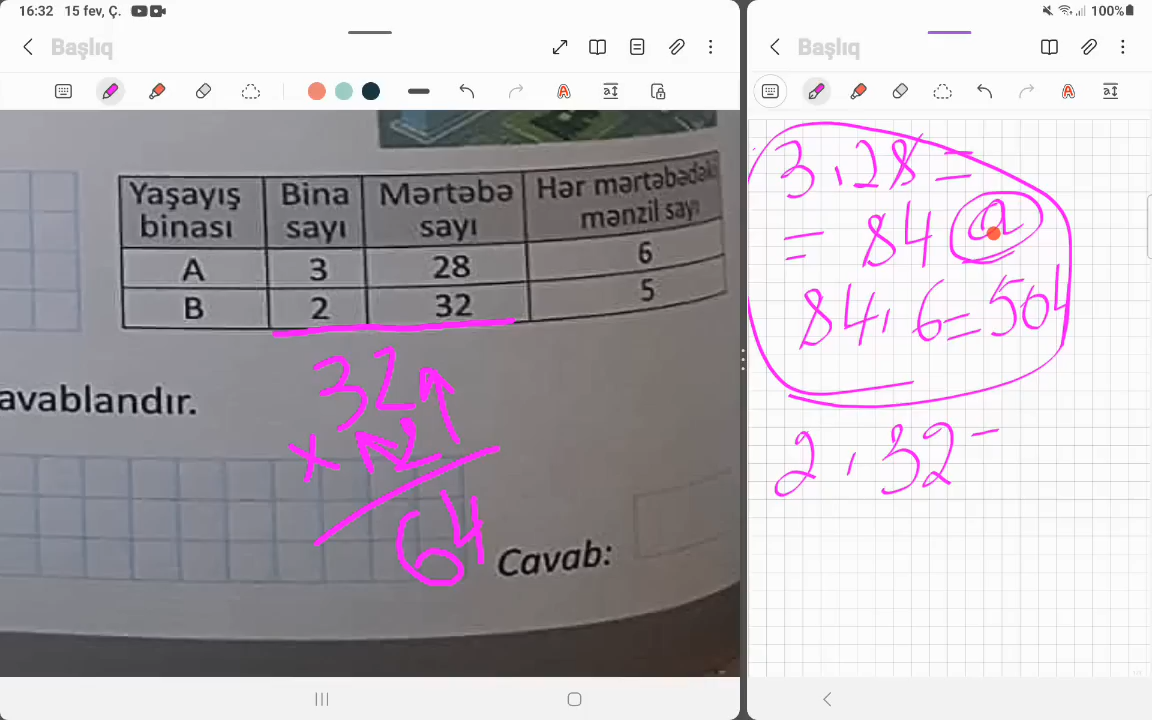 16:32 15 fev, Ç.
100%
Başlıq
Başlıq
Yaşayış binası Bina sayı Mərtəbə sayı Hər mərtəbədəki mənzil sayı
A 3 28 6
B 2 32 5
32
× 2
64
avablandır.
Cavab:
3 · 28 =
= 84 a
84 · 6 = 504
2 · 32 =